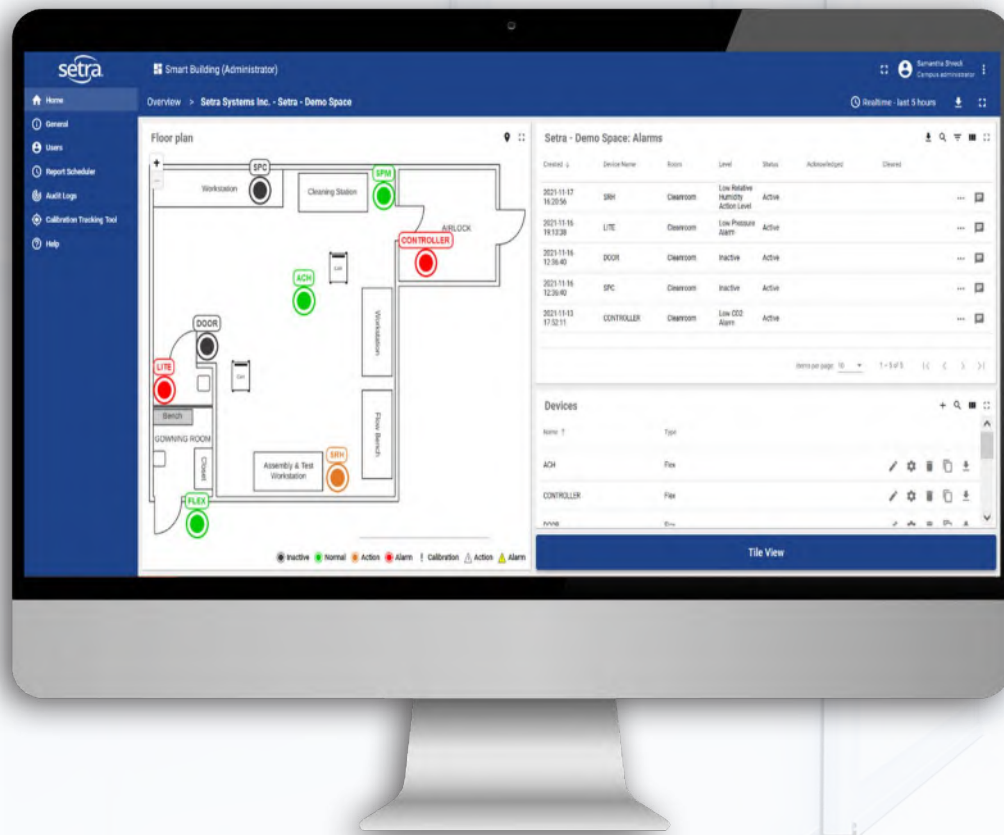 setra
Smart Building (Administrator)
Campus administrator
Home
General
Users
Report Scheduler
Audit Logs
Calibration Tracking Tool
Help
Overview > Setra Systems Inc. - Setra - Demo Space
Realtime - last 5 hours
Floor plan
+
-
Workstation
SPC
Cleaning Station
SPM
AIRLOCK
CONTROLLER
ACH
Workstation
DOOR
LITE
Bench
GOWNING ROOM
Closet
Flow Bench
Assembly & Test
Workstation
SRH
FLEX
Inactive Normal Action Alarm ! Calibration Action Alarm
Setra - Demo Space: Alarms
Created ↓ Device Name Room Level Status Acknowledged Cleared
2021-11-17
16:20:56 SRH Cleanroom Low Relative
Humidity
Action Level Active
2021-11-16
19:13:38 LITE Cleanroom Low Pressure
Alarm Active
2021-11-16
12:36:40 DOOR Cleanroom Inactive Active
2021-11-16
12:36:40 SPC Cleanroom Inactive Active
2021-11-13
17:52:11 CONTROLLER Cleanroom Low CO2
Alarm Active
Items per page: 10 1 – 5 of 5
Devices
Name ↑ Type
ACH Flex
CONTROLLER Flex
DOOR Flex
Tile View